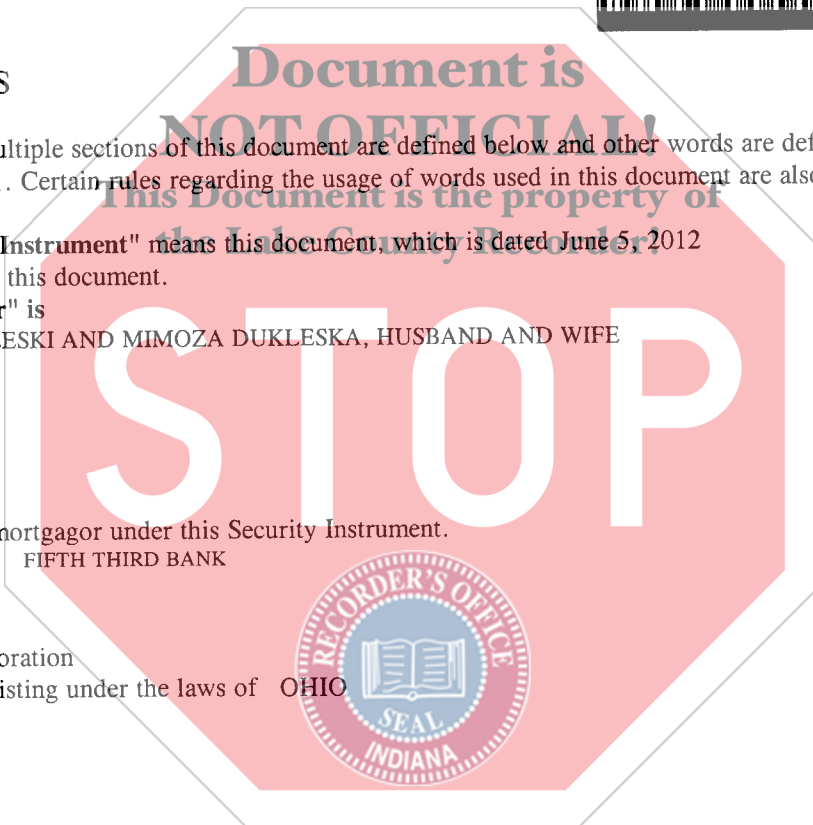 Document is
S
NOT OFFICIAL!
ultiple sections of this document are defined below and other words are def
. Certain rules regarding the usage of words used in this document are also
This Document is the property of
the Lake County Recorder!
Instrument" means this document, which is dated June 5, 2012
this document.
r" is
LESKI AND MIMOZA DUKLESKA, HUSBAND AND WIFE
STOP
mortgagor under this Security Instrument.
FIFTH THIRD BANK
RECORDER'S OFFICE
oration
isting under the laws of OHIO
SEAL
INDIANA